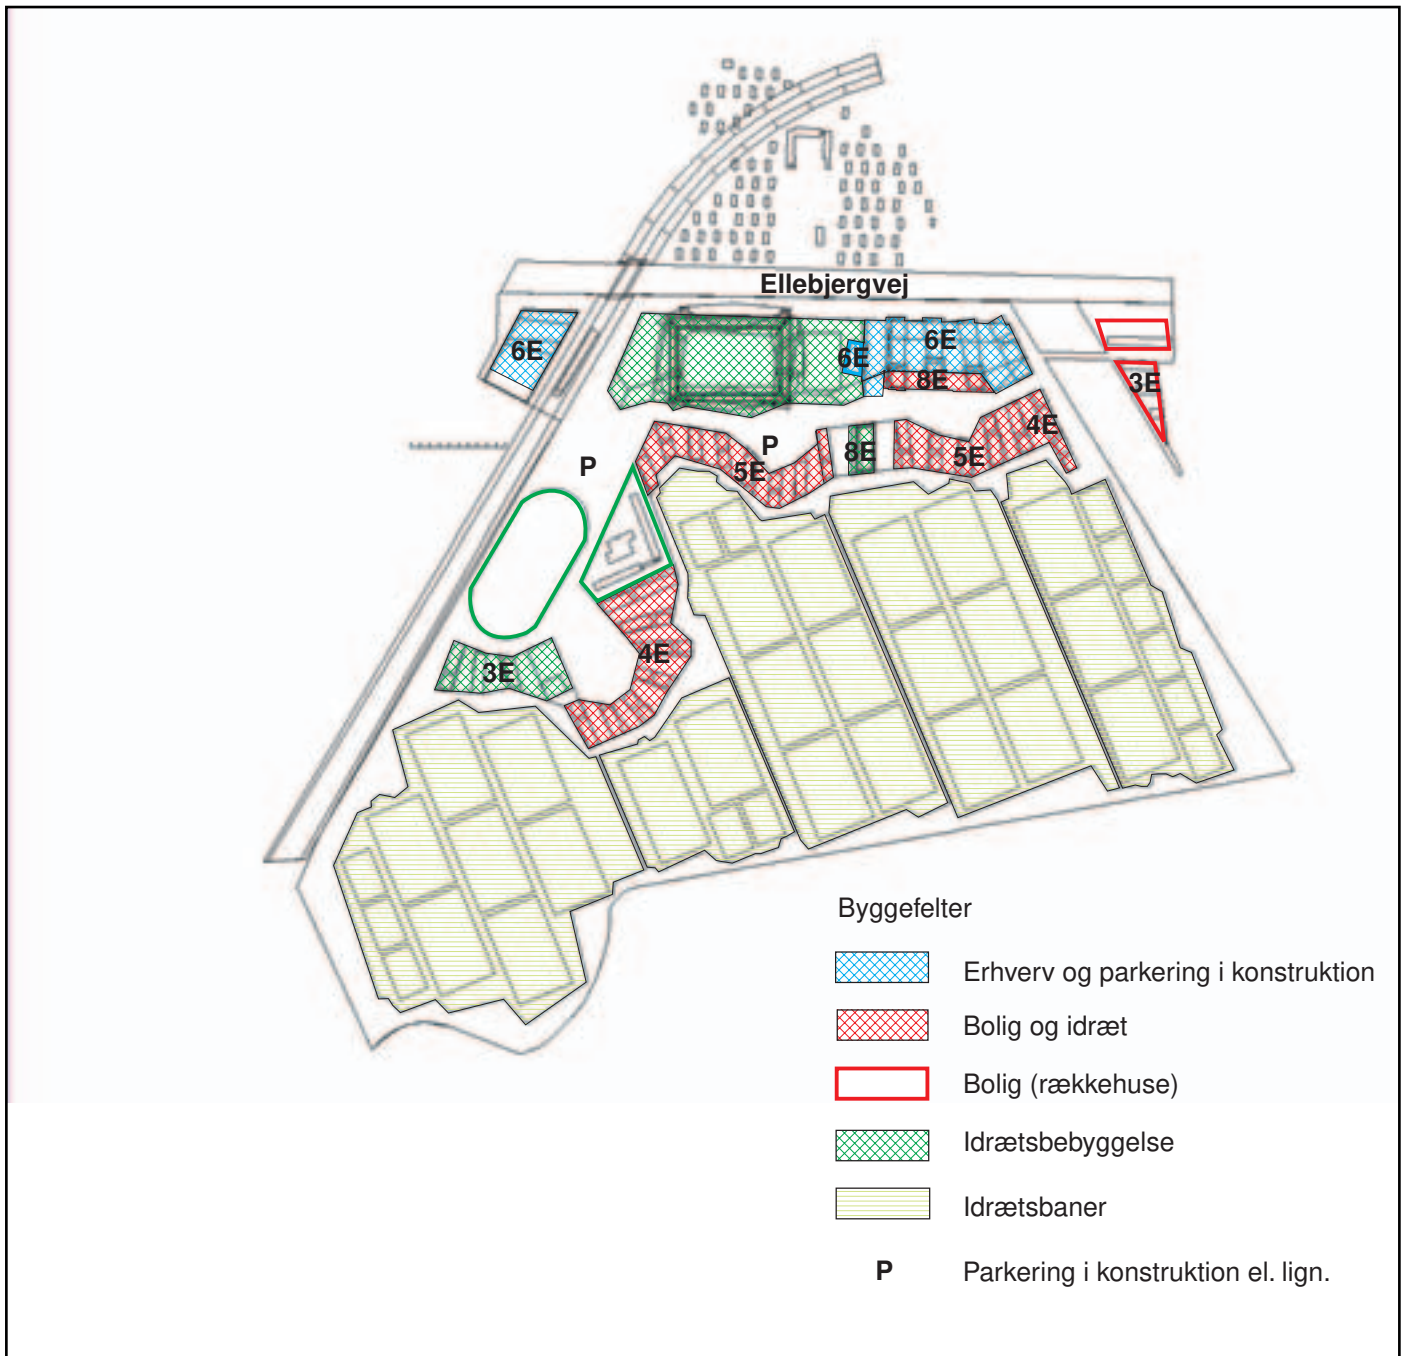 Ellebjergvej
6E
6E
6E
8E
3E
4E
P
5E
8E
5E
P
4E
3E
Byggefelter
Erhverv og parkering i konstruktion
Bolig og idræt
Bolig (rækkehuse)
Idrætsbebyggelse
Idrætsbaner
P Parkering i konstruktion el. lign.